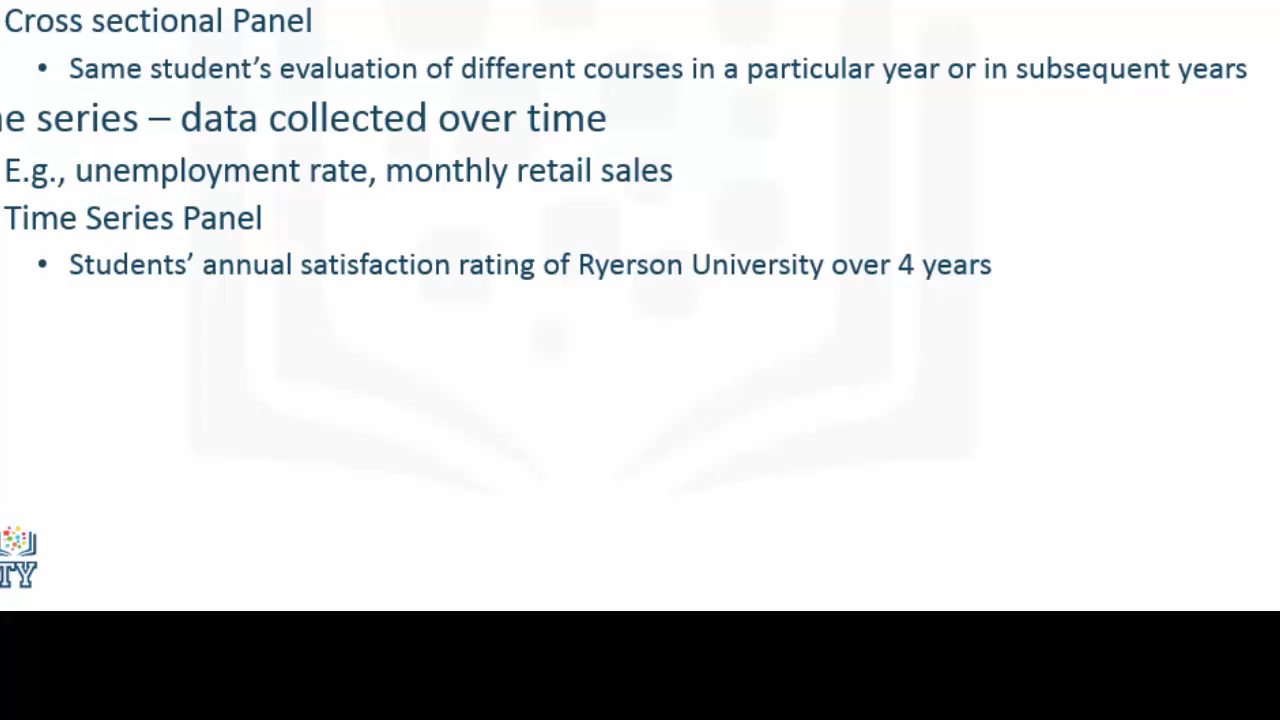 Cross sectional Panel
• Same student’s evaluation of different courses in a particular year or in subsequent years
e series – data collected over time
E.g., unemployment rate, monthly retail sales
Time Series Panel
• Students’ annual satisfaction rating of Ryerson University over 4 years
TY